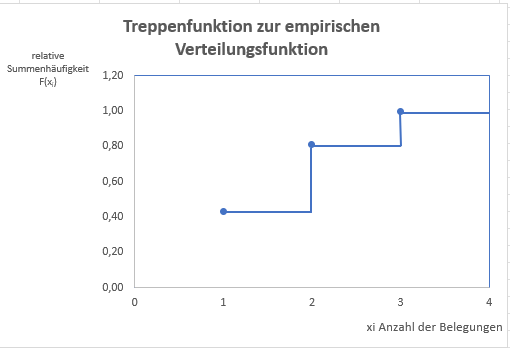 Treppenfunktion zur empirischen
Verteilungsfunktion
relative
Summenhäufigkeit
F(xᵢ)
1,20
1,00
0,80
0,60
0,40
0,20
0,00
0 1 2 3 4
xi Anzahl der Belegungen